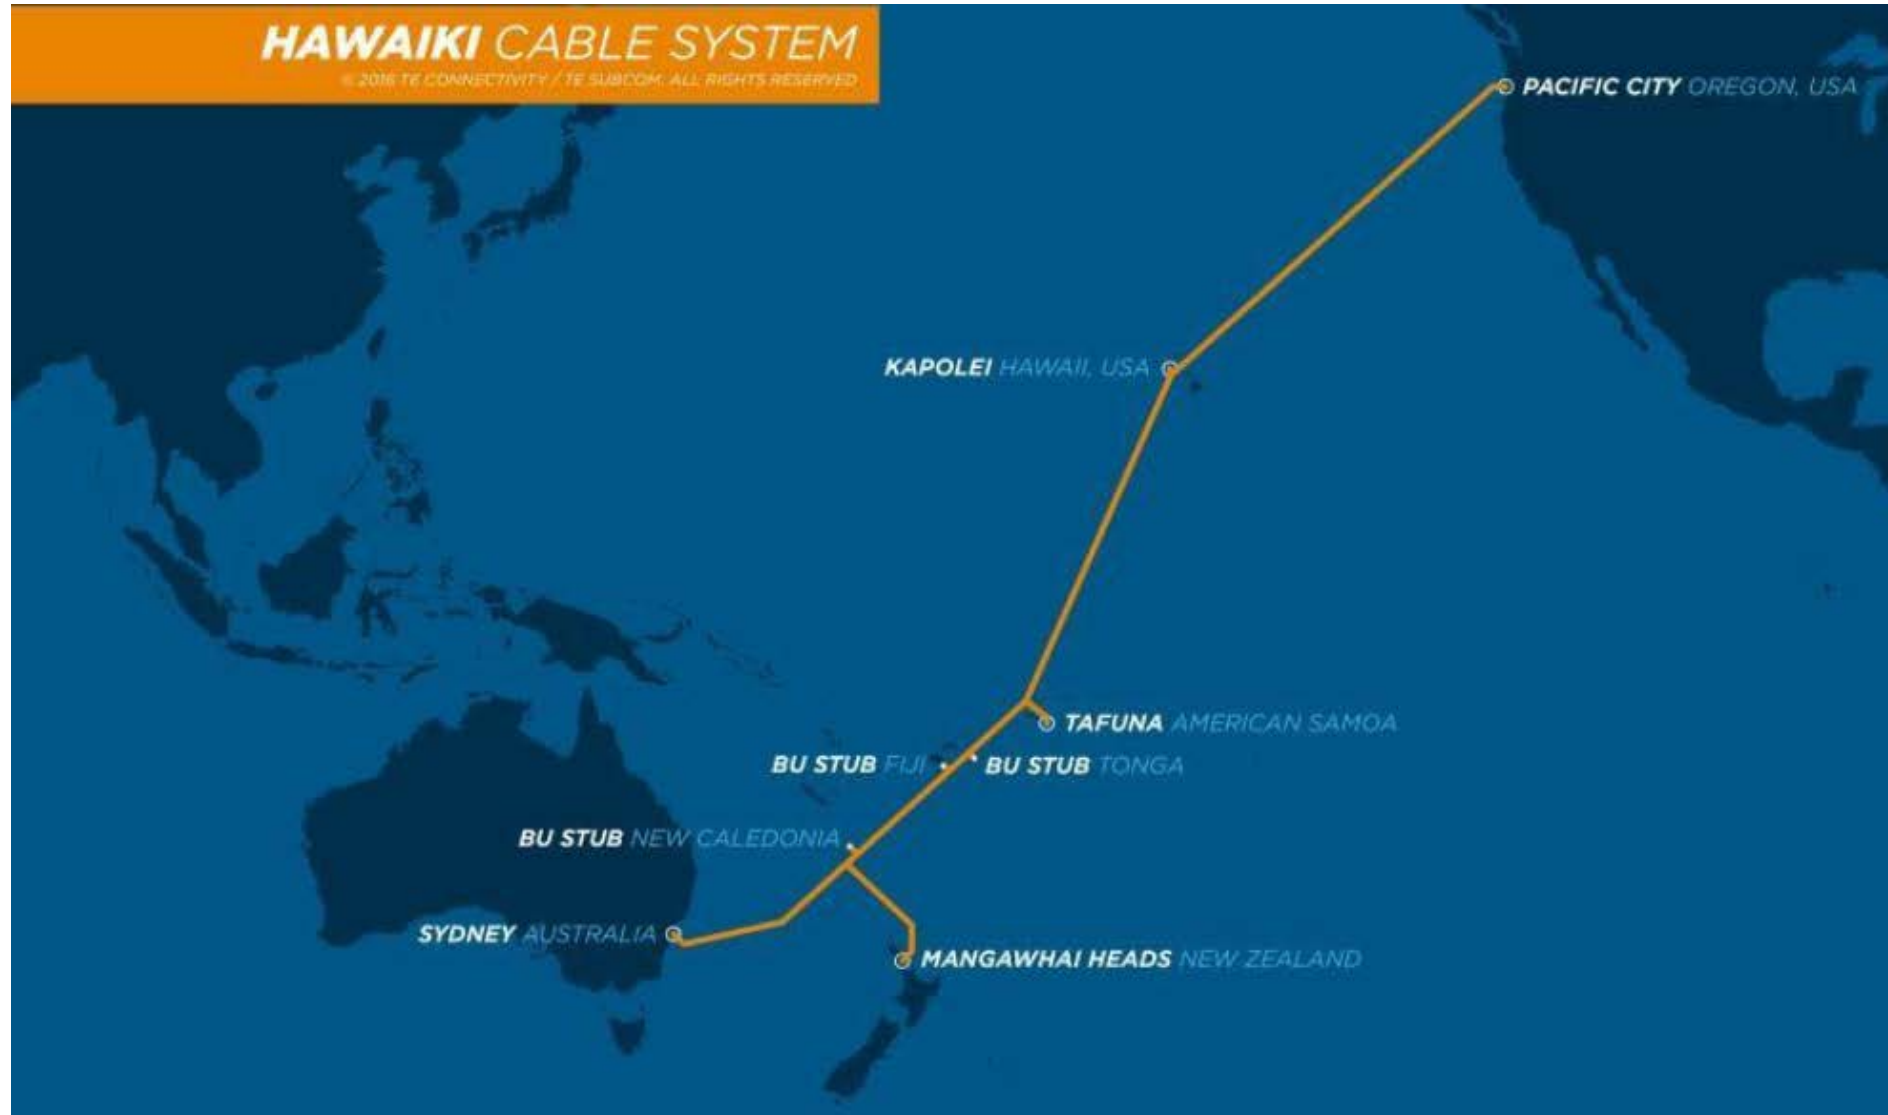 HAWAIKI CABLE SYSTEM
© 2016 TE CONNECTIVITY / TE SUBCOM. ALL RIGHTS RESERVED
PACIFIC CITY OREGON, USA
KAPOLEI HAWAII, USA
TAFUNA AMERICAN SAMOA
BU STUB FIJI
BU STUB TONGA
BU STUB NEW CALEDONIA
SYDNEY AUSTRALIA
MANGAWHAI HEADS NEW ZEALAND